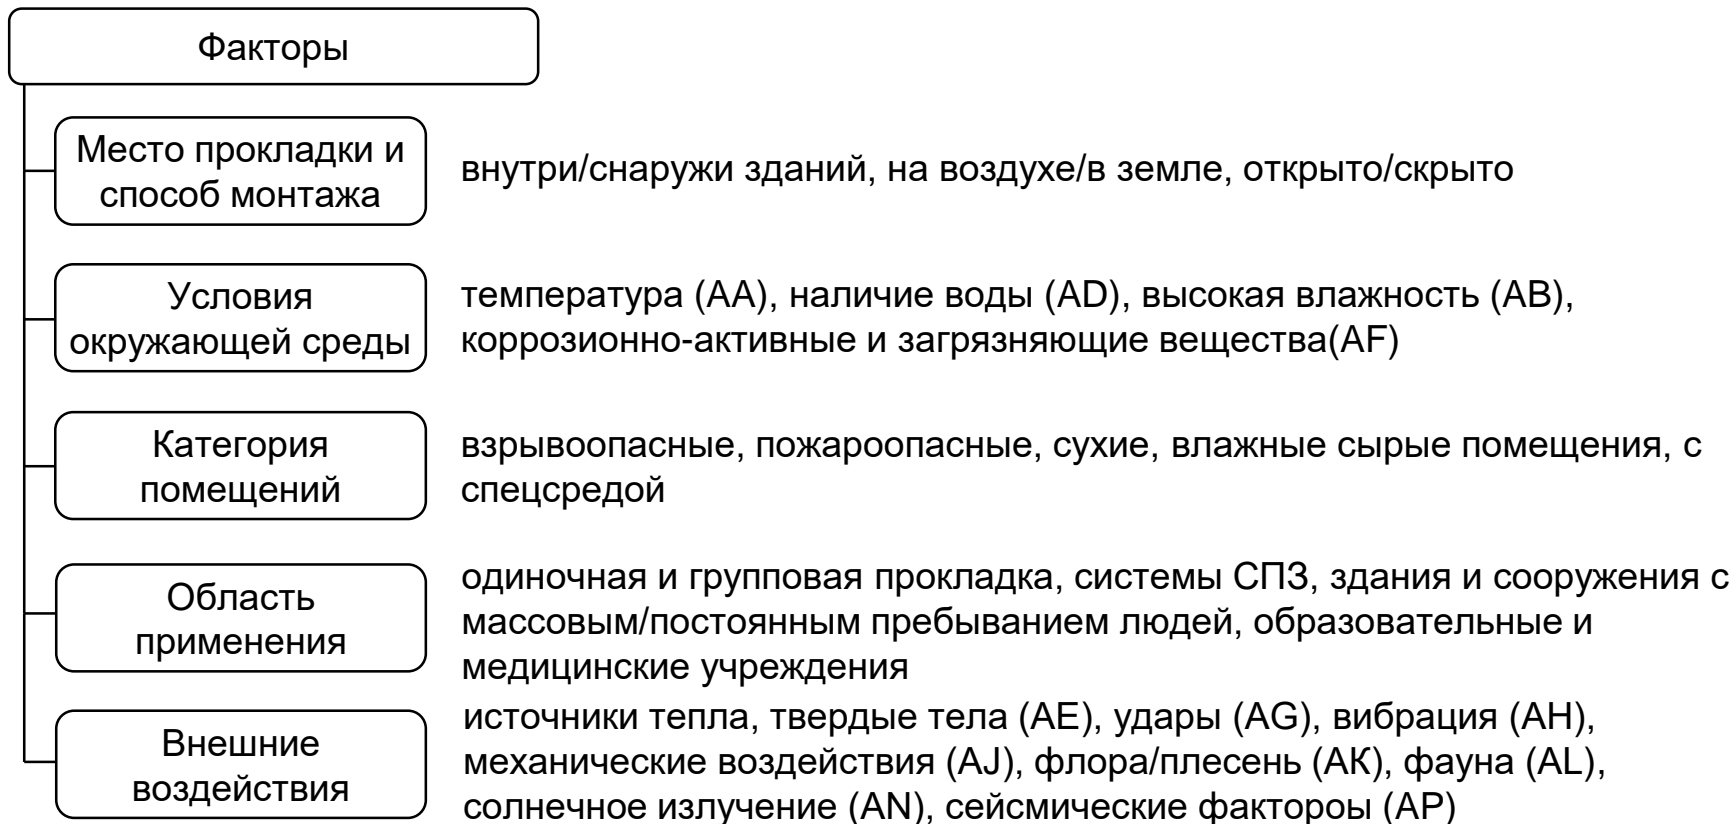 Факторы
Место прокладки и
способ монтажа
внутри/снаружи зданий, на воздухе/в земле, открыто/скрыто
Условия
окружающей среды
температура (AA), наличие воды (AD), высокая влажность (AB),
коррозионно-активные и загрязняющие вещества(AF)
Категория
помещений
взрывоопасные, пожароопасные, сухие, влажные сырые помещения, с
спецсредой
Область
применения
одиночная и групповая прокладка, системы СПЗ, здания и сооружения с
массовым/постоянным пребыванием людей, образовательные и
медицинские учреждения
Внешние
воздействия
источники тепла, твердые тела (AE), удары (AG), вибрация (AH),
механические воздействия (AJ), флора/плесень (АК), фауна (AL),
солнечное излучение (AN), сейсмические фактороы (AP)